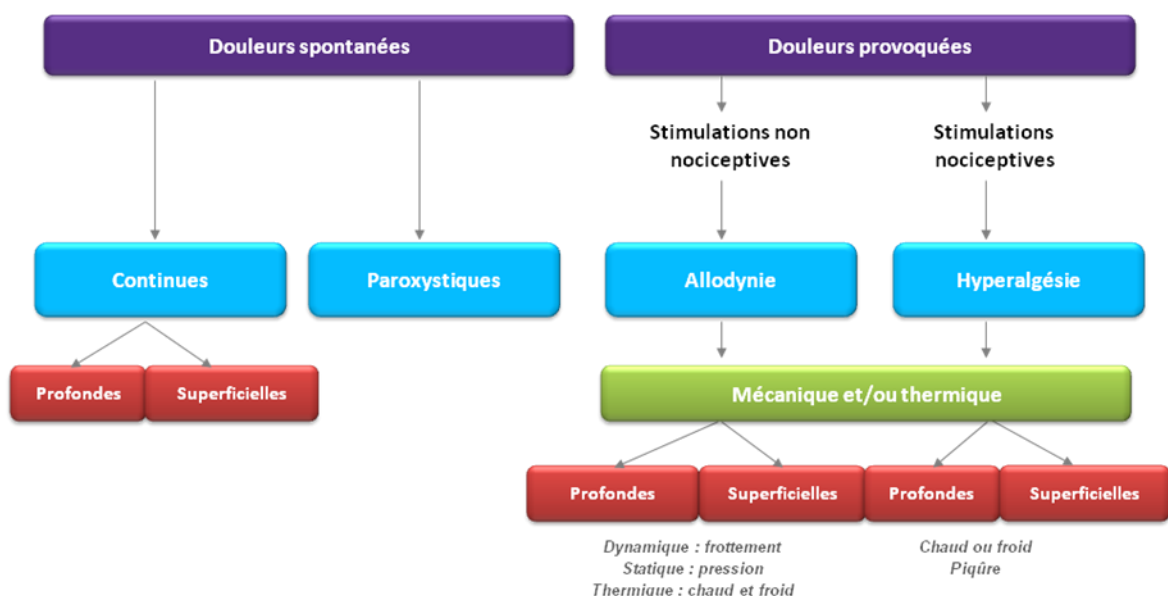 Douleurs spontanées
Douleurs provoquées
Stimulations non
nociceptives
Stimulations
nociceptives
Continues
Paroxystiques
Allodynie
Hyperalgésie
Profondes
Superficielles
Mécanique et/ou thermique
Profondes
Superficielles
Profondes
Superficielles
Dynamique : frottement
Statique : pression
Thermique : chaud et froid
Chaud ou froid
Piqûre